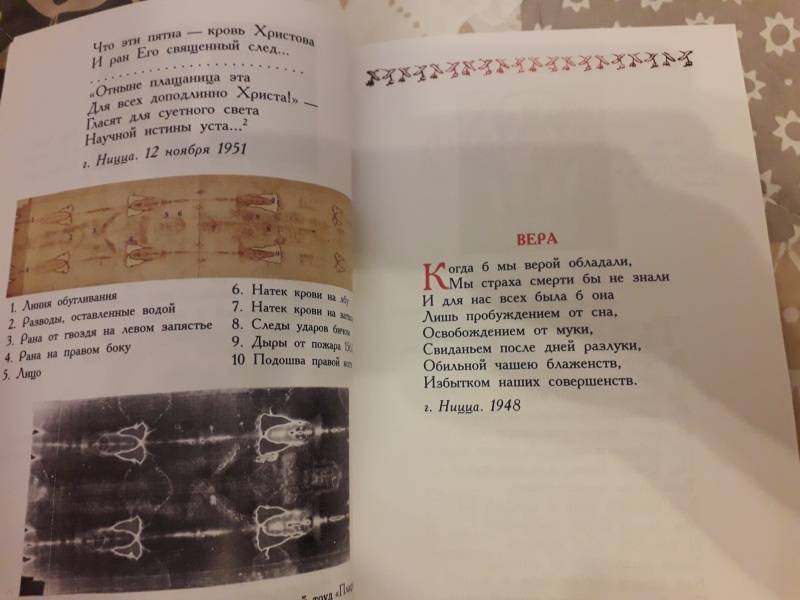 Что эти пятна — кровь Христова
И ран Его священный след...
. . . . . . . . . . . . . . . . . . . . . . . . . . .
«Отныне плащаница эта
Для всех доподлинно Христа!» —
Гласят для суетного света
Научной истины уста...²
г. Ницца. 12 ноября 1951
1. Линия обугливания
2. Разводы, оставленные водой
3. Рана от гвоздя на левом запястье
4. Рана на правом боку
5. Лицо
6. Натек крови на лбу
7. Натек крови на
8. Следы ударов
9. Дыры от пожара
10 Подошва правой
труд
ВЕРА
Когда б мы верой обладали,
Мы страха смерти бы не знали
И для нас всех была б она
Лишь пробуждением от сна,
Освобождением от муки,
Свиданьем после дней разлуки,
Обильной чашею блаженств,
Избытком наших совершенств.
г. Ницца. 1948